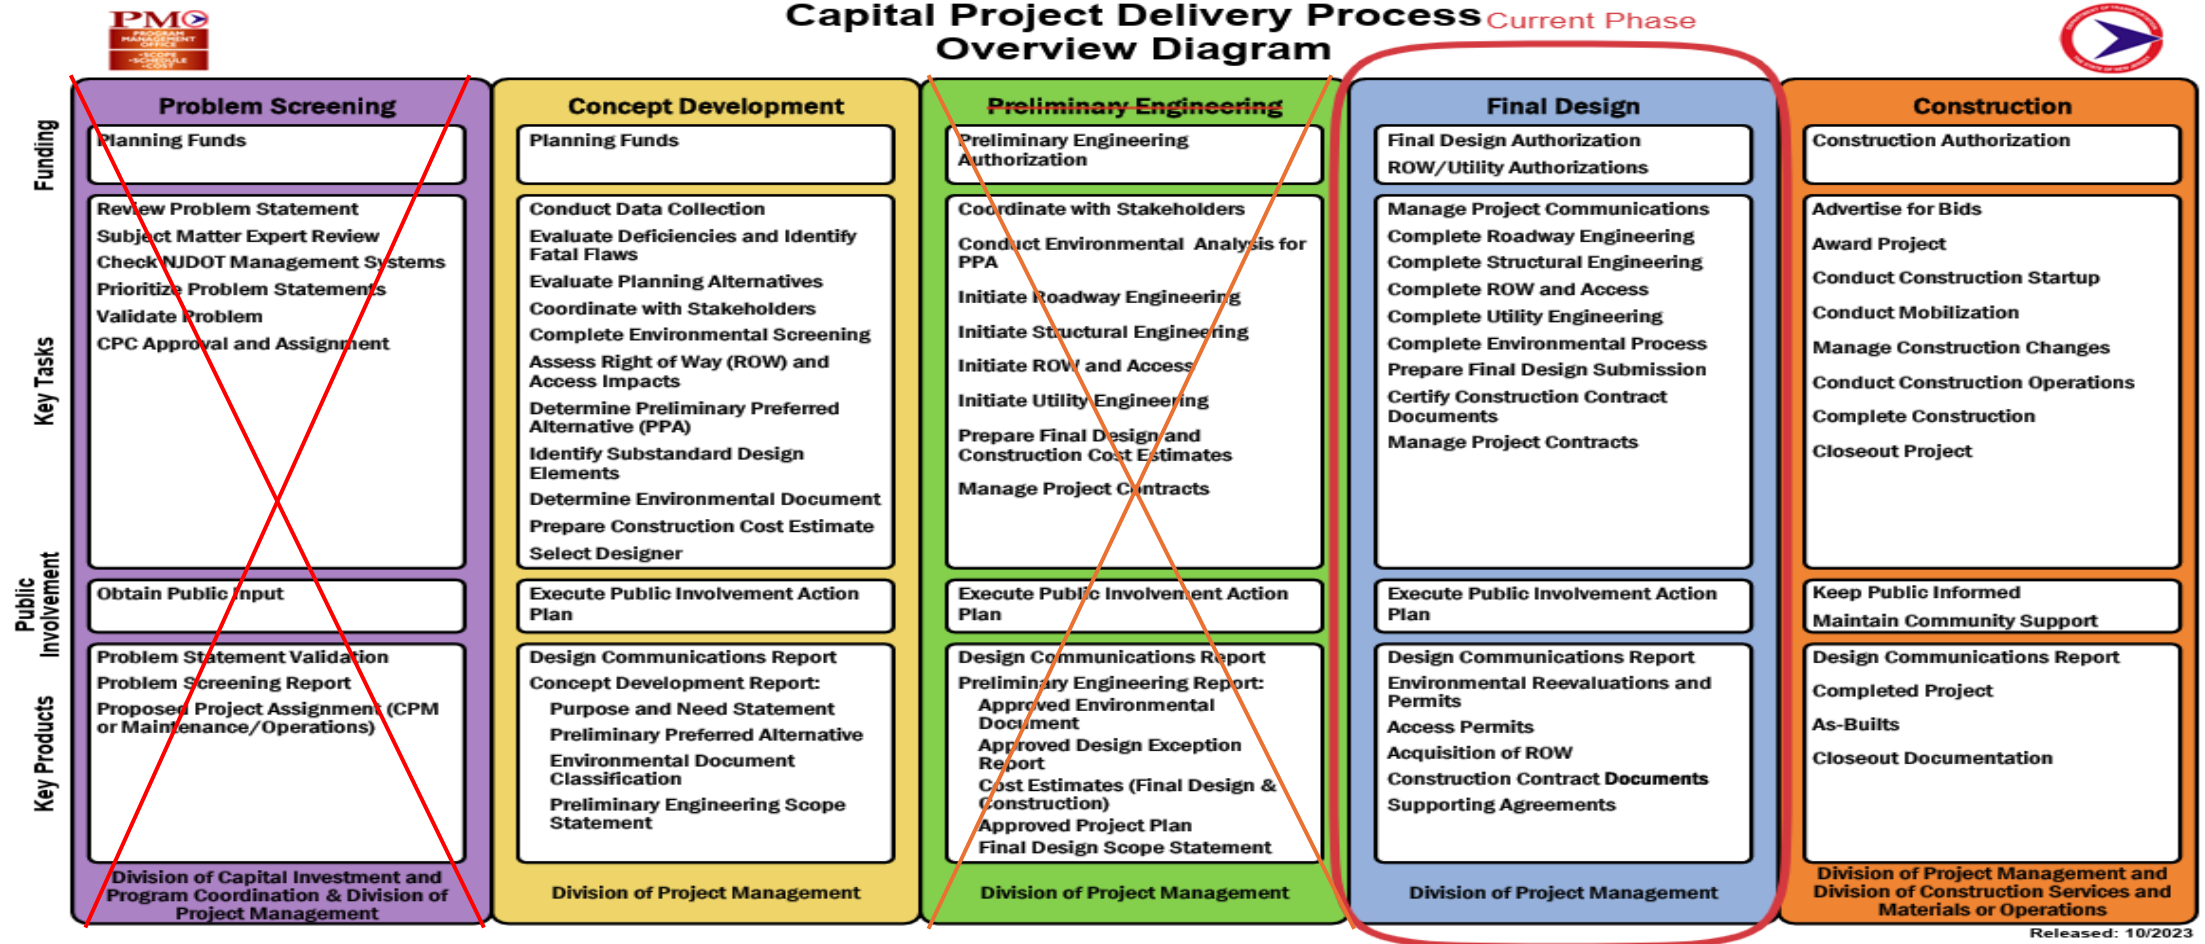 PMO
PROGRAM
MANAGEMENT
OFFICE
•SCOPE
•SCHEDULE
•COST
Capital Project Delivery Process
Overview Diagram
Current Phase
Funding
Key Tasks
Public
Involvement
Key Products
Problem Screening
Planning Funds
Review Problem Statement
Subject Matter Expert Review
Check NJDOT Management Systems
Prioritize Problem Statements
Validate Problem
CPC Approval and Assignment
Obtain Public Input
Problem Statement Validation
Problem Screening Report
Proposed Project Assignment (CPM
or Maintenance/Operations)
Division of Capital Investment and
Program Coordination & Division of
Project Management
Concept Development
Planning Funds
Conduct Data Collection
Evaluate Deficiencies and Identify
Fatal Flaws
Evaluate Planning Alternatives
Coordinate with Stakeholders
Complete Environmental Screening
Assess Right of Way (ROW) and
Access Impacts
Determine Preliminary Preferred
Alternative (PPA)
Identify Substandard Design
Elements
Determine Environmental Document
Prepare Construction Cost Estimate
Select Designer
Execute Public Involvement Action
Plan
Design Communications Report
Concept Development Report:
Purpose and Need Statement
Preliminary Preferred Alternative
Environmental Document
Classification
Preliminary Engineering Scope
Statement
Division of Project Management
Preliminary Engineering
Preliminary Engineering
Authorization
Coordinate with Stakeholders
Conduct Environmental Analysis for
PPA
Initiate Roadway Engineering
Initiate Structural Engineering
Initiate ROW and Access
Initiate Utility Engineering
Prepare Final Design and
Construction Cost Estimates
Manage Project Contracts
Execute Public Involvement Action
Plan
Design Communications Report
Preliminary Engineering Report:
Approved Environmental
Document
Approved Design Exception
Report
Cost Estimates (Final Design &
Construction)
Approved Project Plan
Final Design Scope Statement
Division of Project Management
Final Design
Final Design Authorization
ROW/Utility Authorizations
Manage Project Communications
Complete Roadway Engineering
Complete Structural Engineering
Complete ROW and Access
Complete Utility Engineering
Complete Environmental Process
Prepare Final Design Submission
Certify Construction Contract
Documents
Manage Project Contracts
Execute Public Involvement Action
Plan
Design Communications Report
Environmental Reevaluations and
Permits
Access Permits
Acquisition of ROW
Construction Contract Documents
Supporting Agreements
Division of Project Management
Construction
Construction Authorization
Advertise for Bids
Award Project
Conduct Construction Startup
Conduct Mobilization
Manage Construction Changes
Conduct Construction Operations
Complete Construction
Closeout Project
Keep Public Informed
Maintain Community Support
Design Communications Report
Completed Project
As-Builts
Closeout Documentation
Division of Project Management and
Division of Construction Services and
Materials or Operations
Released: 10/2023